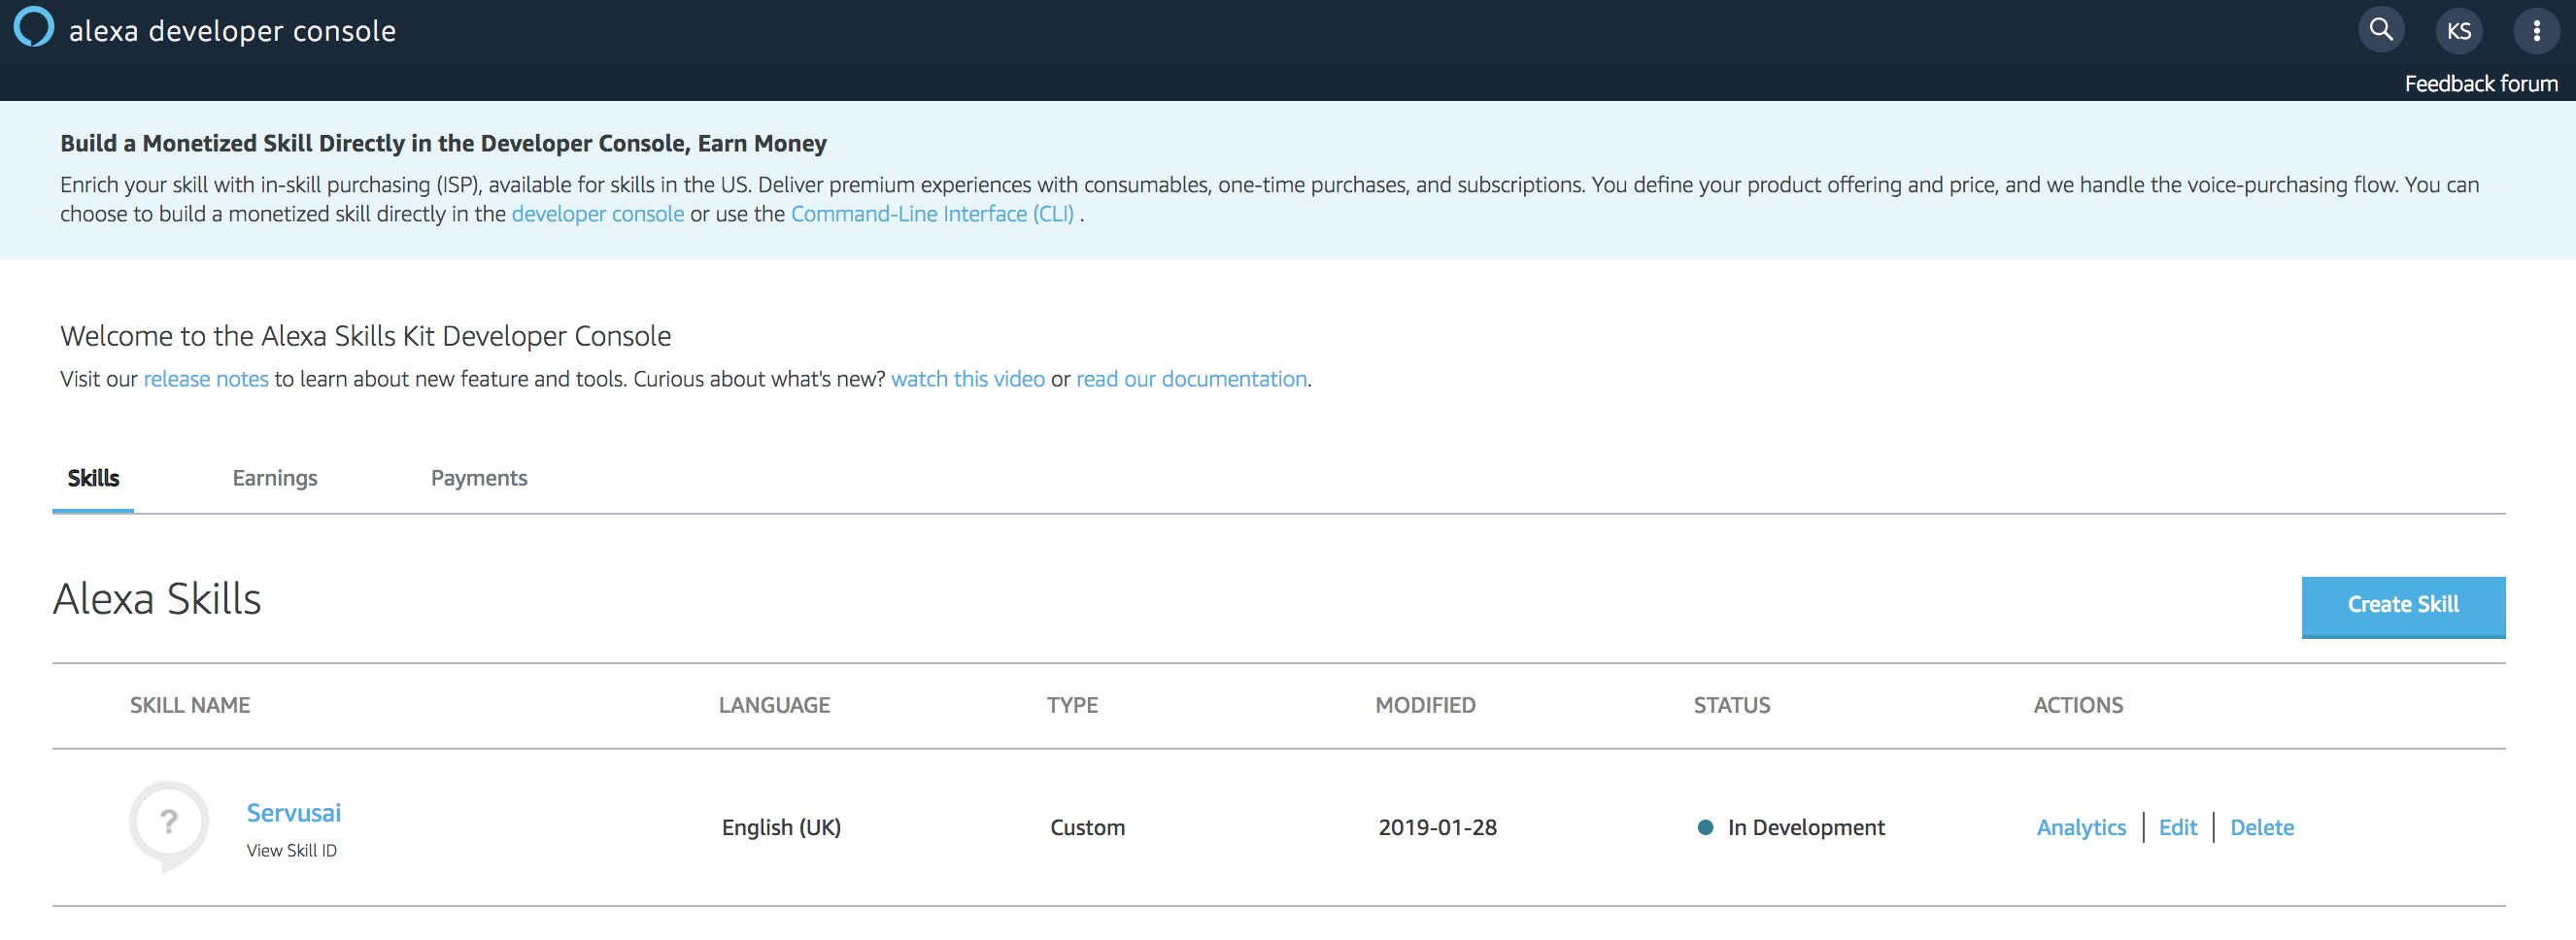 alexa developer console
KS
Feedback forum
Build a Monetized Skill Directly in the Developer Console, Earn Money
Enrich your skill with in-skill purchasing (ISP), available for skills in the US. Deliver premium experiences with consumables, one-time purchases, and subscriptions. You define your product offering and price, and we handle the voice-purchasing flow. You can
choose to build a monetized skill directly in the developer console or use the Command-Line Interface (CLI) .
Welcome to the Alexa Skills Kit Developer Console
Visit our release notes to learn about new feature and tools. Curious about what's new? watch this video or read our documentation.
Skills Earnings Payments
Alexa Skills
Create Skill
SKILL NAME LANGUAGE TYPE MODIFIED STATUS ACTIONS
?
Servusai
View Skill ID
English (UK) Custom 2019-01-28 In Development Analytics | Edit | Delete